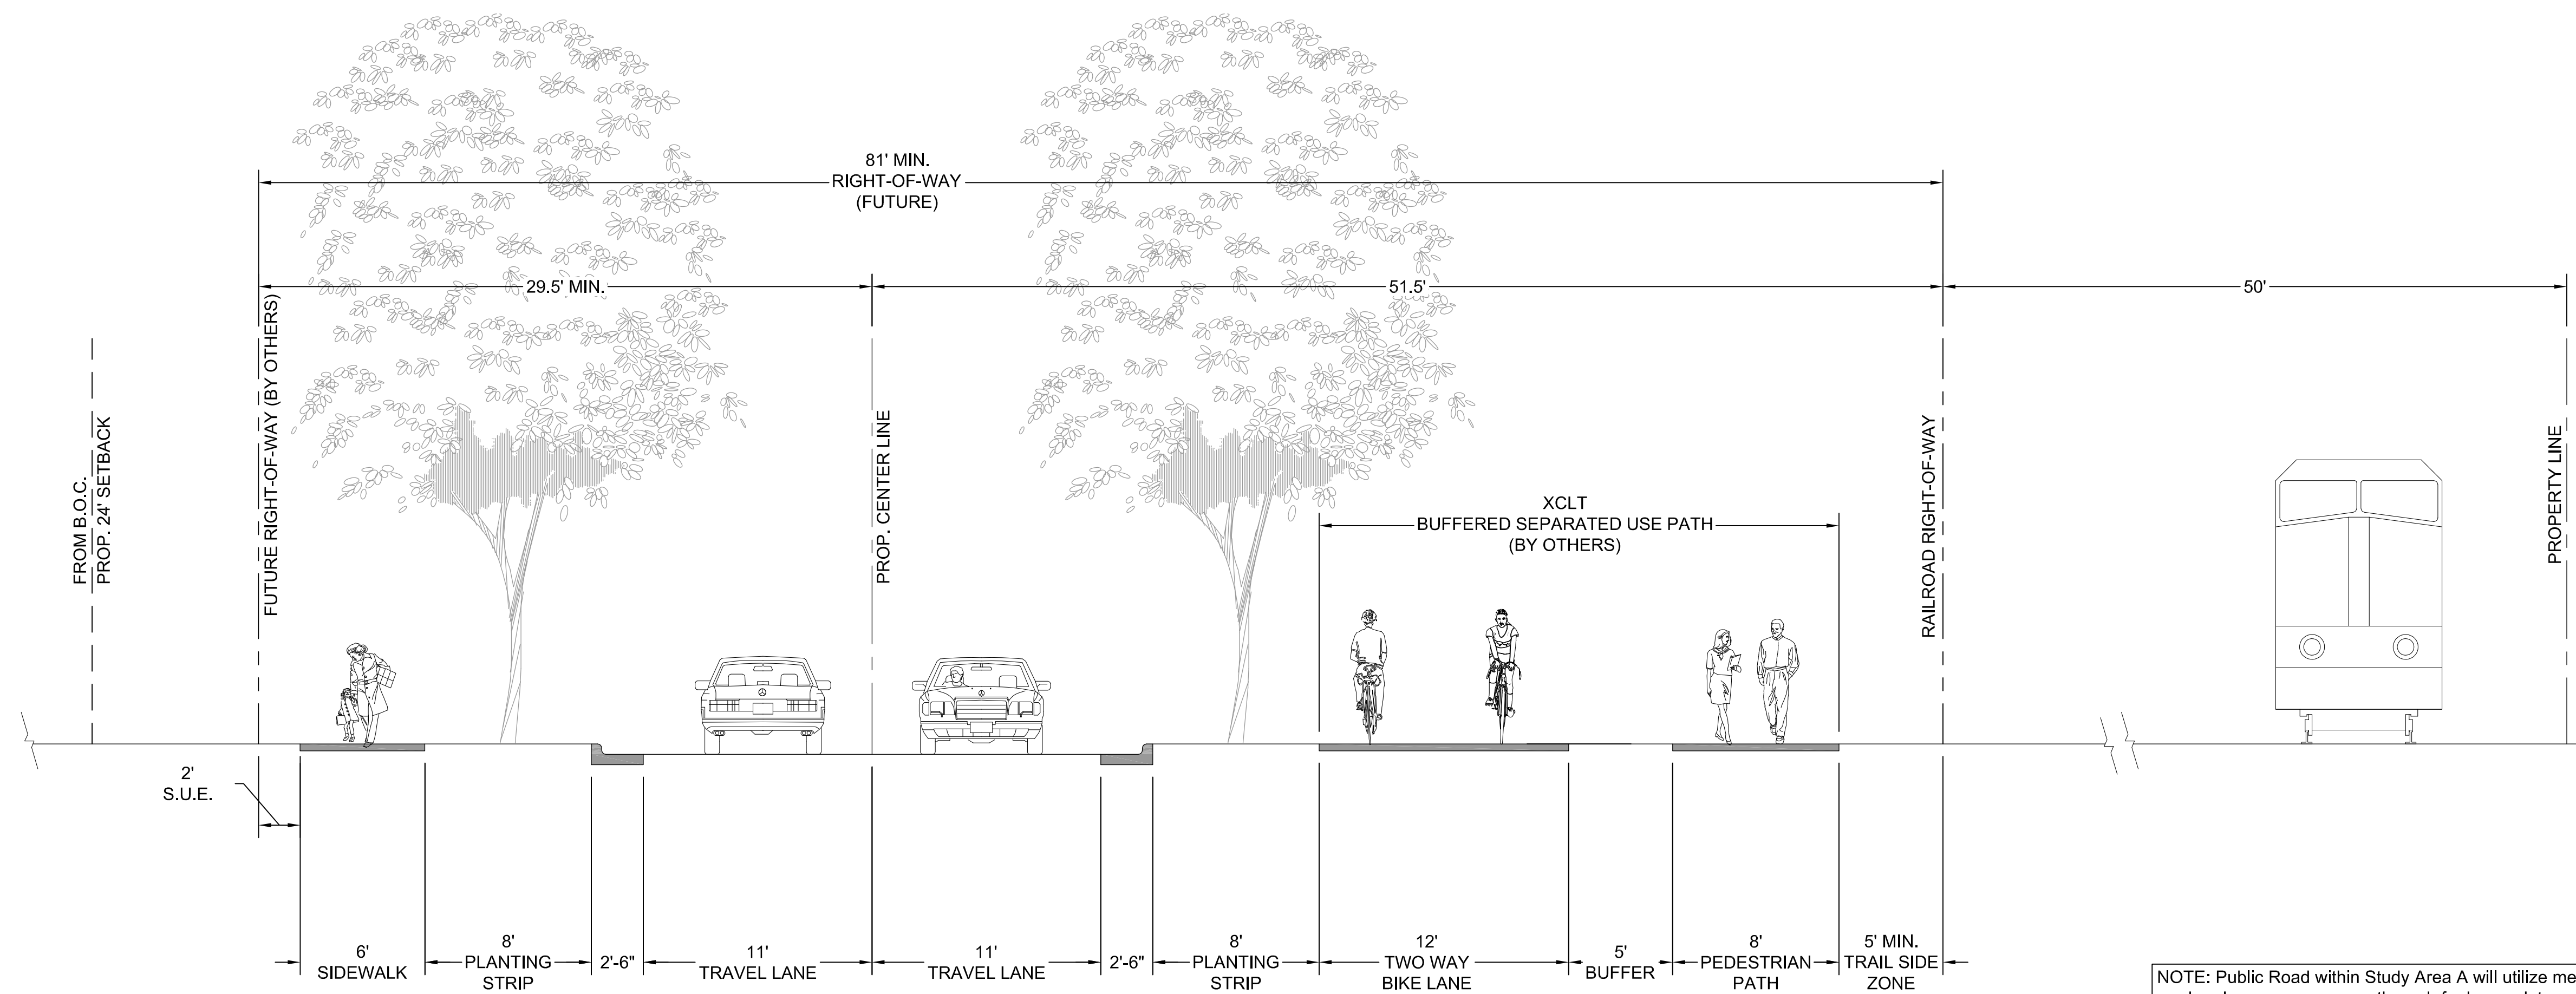 81' MIN.
RIGHT-OF-WAY
(FUTURE)
29.5' MIN.
51.5'
50'
FROM B.O.C.
PROP. 24' SETBACK
FUTURE RIGHT-OF-WAY (BY OTHERS)
PROP. CENTER LINE
XCLT
BUFFERED SEPARATED USE PATH
(BY OTHERS)
RAILROAD RIGHT-OF-WAY
PROPERTY LINE
2'
S.U.E.
6'
SIDEWALK
8'
PLANTING
STRIP
2'-6"
11'
TRAVEL LANE
11'
TRAVEL LANE
2'-6"
8'
PLANTING
STRIP
12'
TWO WAY
BIKE LANE
5'
BUFFER
8'
PEDESTRIAN
PATH
5' MIN.
TRAIL SIDE
ZONE
NOTE: Public Road within Study Area A will utilize